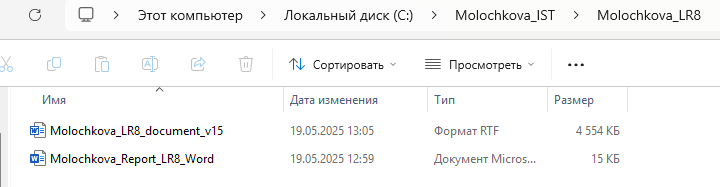 Этот компьютер > Локальный диск (C:) > Molochkova_IST > Molochkova_LR8
Сортировать Просмотреть
Имя Дата изменения Тип Размер
Molochkova_LR8_document_v15 19.05.2025 13:05 Формат RTF 4 554 КБ
Molochkova_Report_LR8_Word 19.05.2025 12:59 Документ Micros... 15 КБ